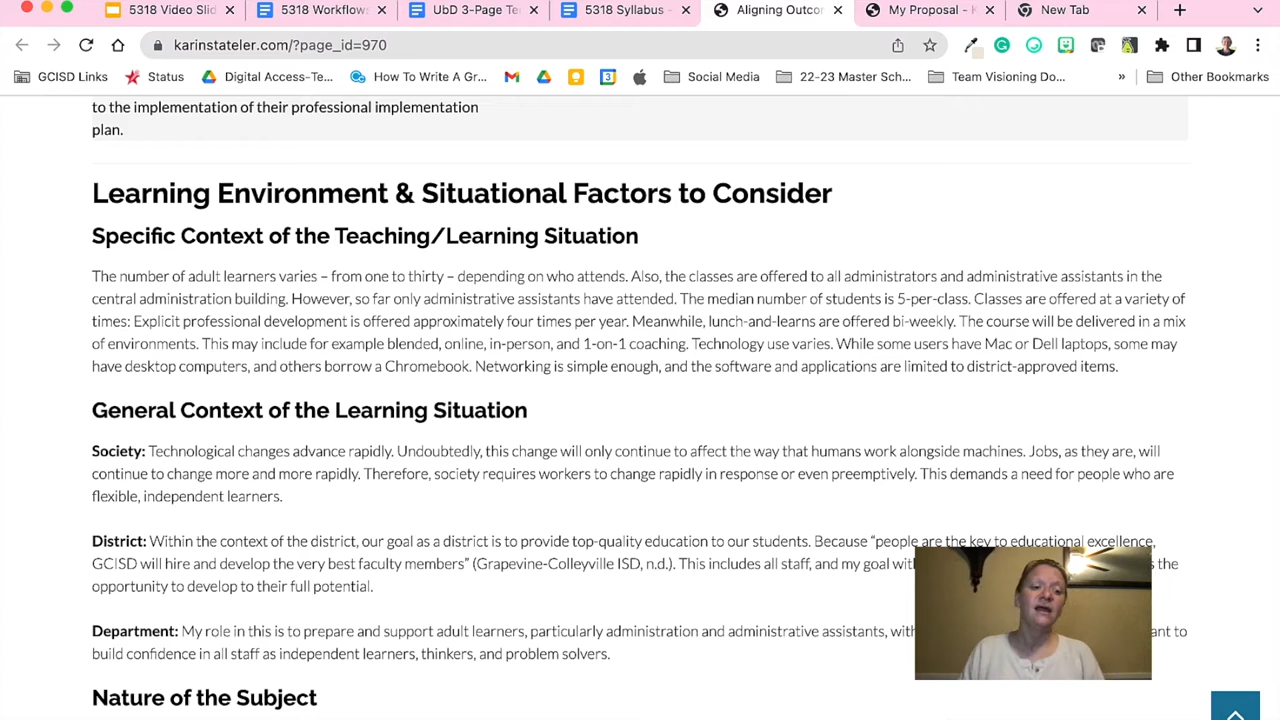 5318 Video Slid
5318 Workflows
UbD 3-Page Te
5318 Syllabus -
Aligning Outco
My Proposal - K
New Tab
karinstateler.com/?page_id=970
GCISD Links
Status
Digital Access-Te...
How To Write A Gr...
Social Media
22-23 Master Sch...
Team Visioning Do...
»
Other Bookmarks
to the implementation of their professional implementation
plan.
Learning Environment & Situational Factors to Consider
Specific Context of the Teaching/Learning Situation
The number of adult learners varies – from one to thirty – depending on who attends. Also, the classes are offered to all administrators and administrative assistants in the
central administration building. However, so far only administrative assistants have attended. The median number of students is 5-per-class. Classes are offered at a variety of
times: Explicit professional development is offered approximately four times per year. Meanwhile, lunch-and-learns are offered bi-weekly. The course will be delivered in a mix
of environments. This may include for example blended, online, in-person, and 1-on-1 coaching. Technology use varies. While some users have Mac or Dell laptops, some may
have desktop computers, and others borrow a Chromebook. Networking is simple enough, and the software and applications are limited to district-approved items.
General Context of the Learning Situation
Society: Technological changes advance rapidly. Undoubtedly, this change will only continue to affect the way that humans work alongside machines. Jobs, as they are, will
continue to change more and more rapidly. Therefore, society requires workers to change rapidly in response or even preemptively. This demands a need for people who are
flexible, independent learners.
District: Within the context of the district, our goal as a district is to provide top-quality education to our students. Because “people are the key to educational excellence,
GCISD will hire and develop the very best faculty members” (Grapevine-Colleyville ISD, n.d.). This includes all staff, and my goal with the
opportunity to develop to their full potential.
Department: My role in this is to prepare and support adult learners, particularly administration and administrative assistants, to
build confidence in all staff as independent learners, thinkers, and problem solvers.
Nature of the Subject